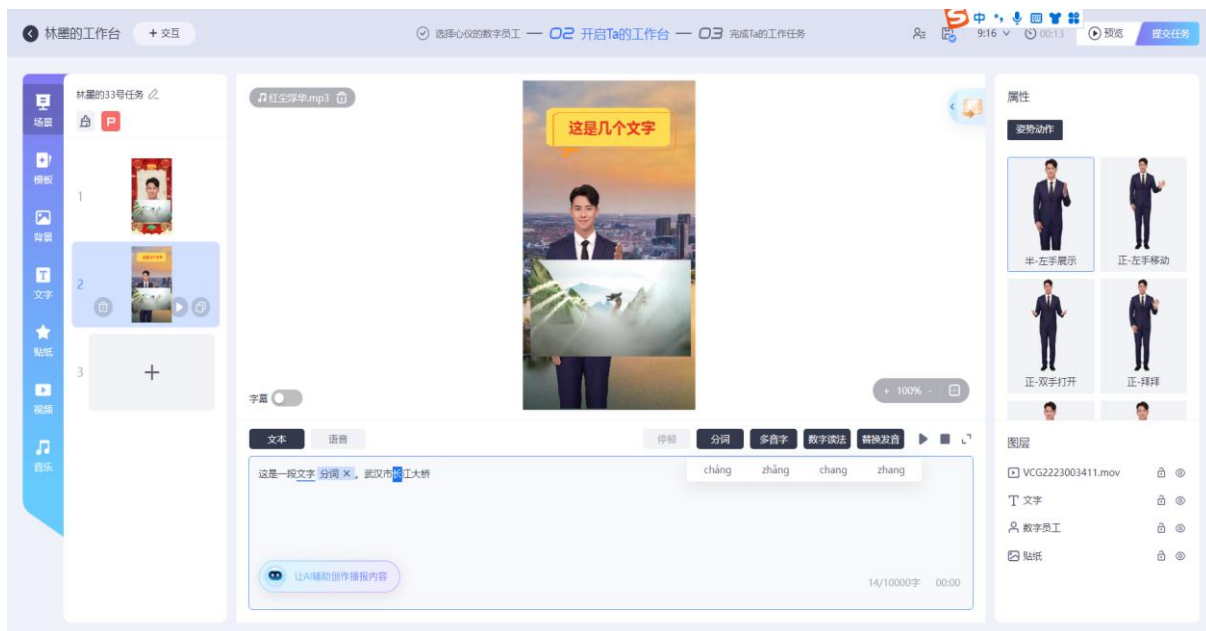 林墨的工作台
+ 交互
选择心仪的数字员工 — 02 开启Ta的工作台 — 03 完成Ta的工作任务
中
9:16
00:13
预览
提交任务
场景
模板
背景
文字
贴纸
视频
音乐
林墨的33号任务
P
1
2
3
红尘浮华.mp3
这是几个文字
字幕
+ 100% -
文本
语音
停顿
分词
多音字
数字读法
替换发音
cháng
zhǎng
chang
zhang
这是一段文字 分词 × 。武汉市长江大桥
让AI辅助创作播报内容
14/10000字
00:00
属性
姿势动作
半-左手展示
正-左手移动
正-双手打开
正-拜拜
图层
VCG2223003411.mov
T 文字
数字员工
贴纸